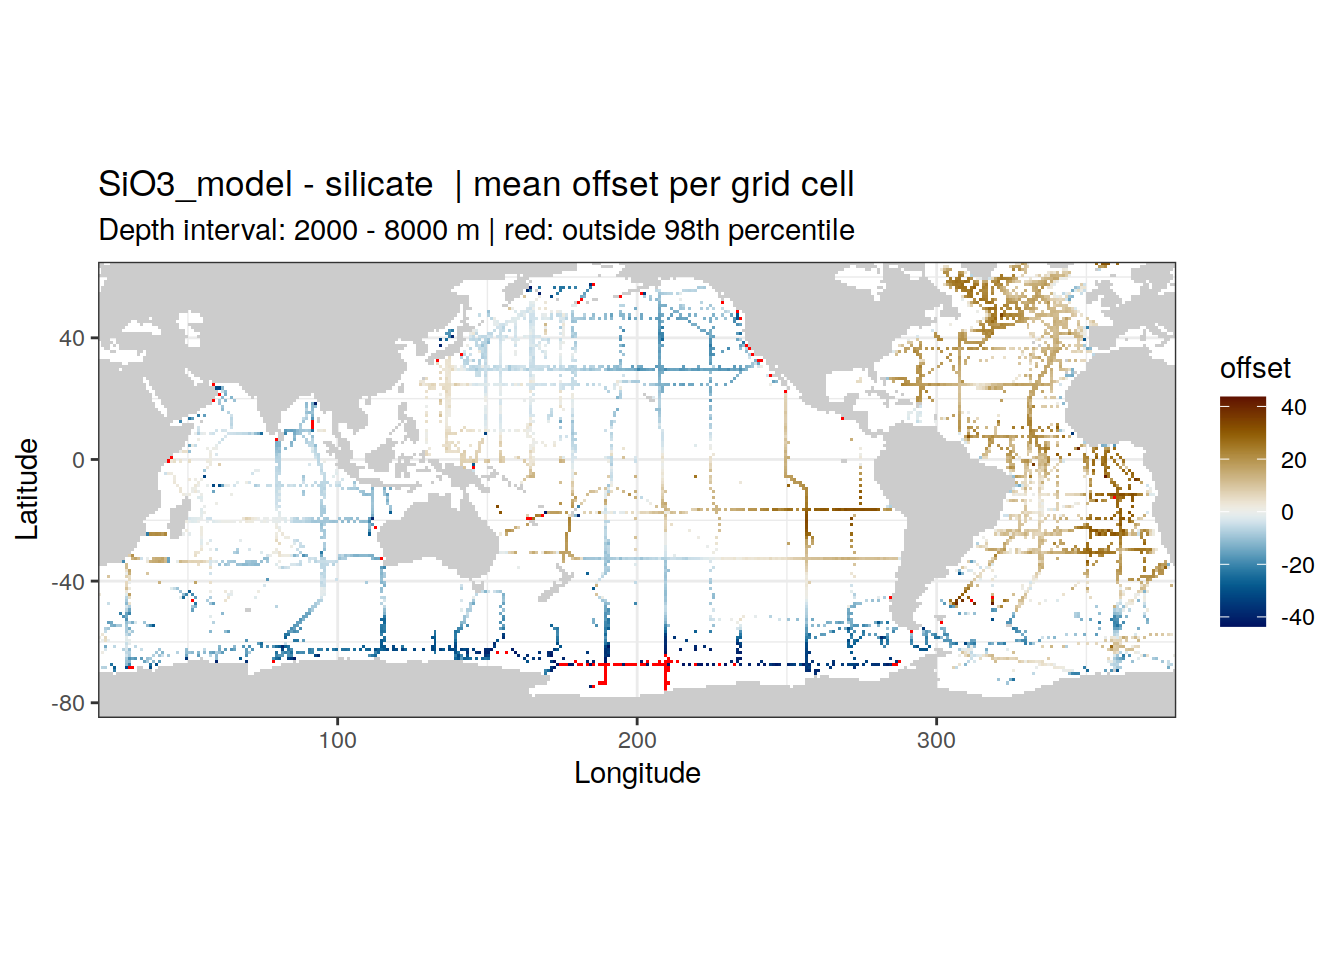 SiO3_model - silicate  | mean offset per grid cell
Depth interval: 2000 - 8000 m | red: outside 98th percentile
Latitude
40
0
-40
-80
100
200
300
Longitude
offset
40
20
0
-20
-40